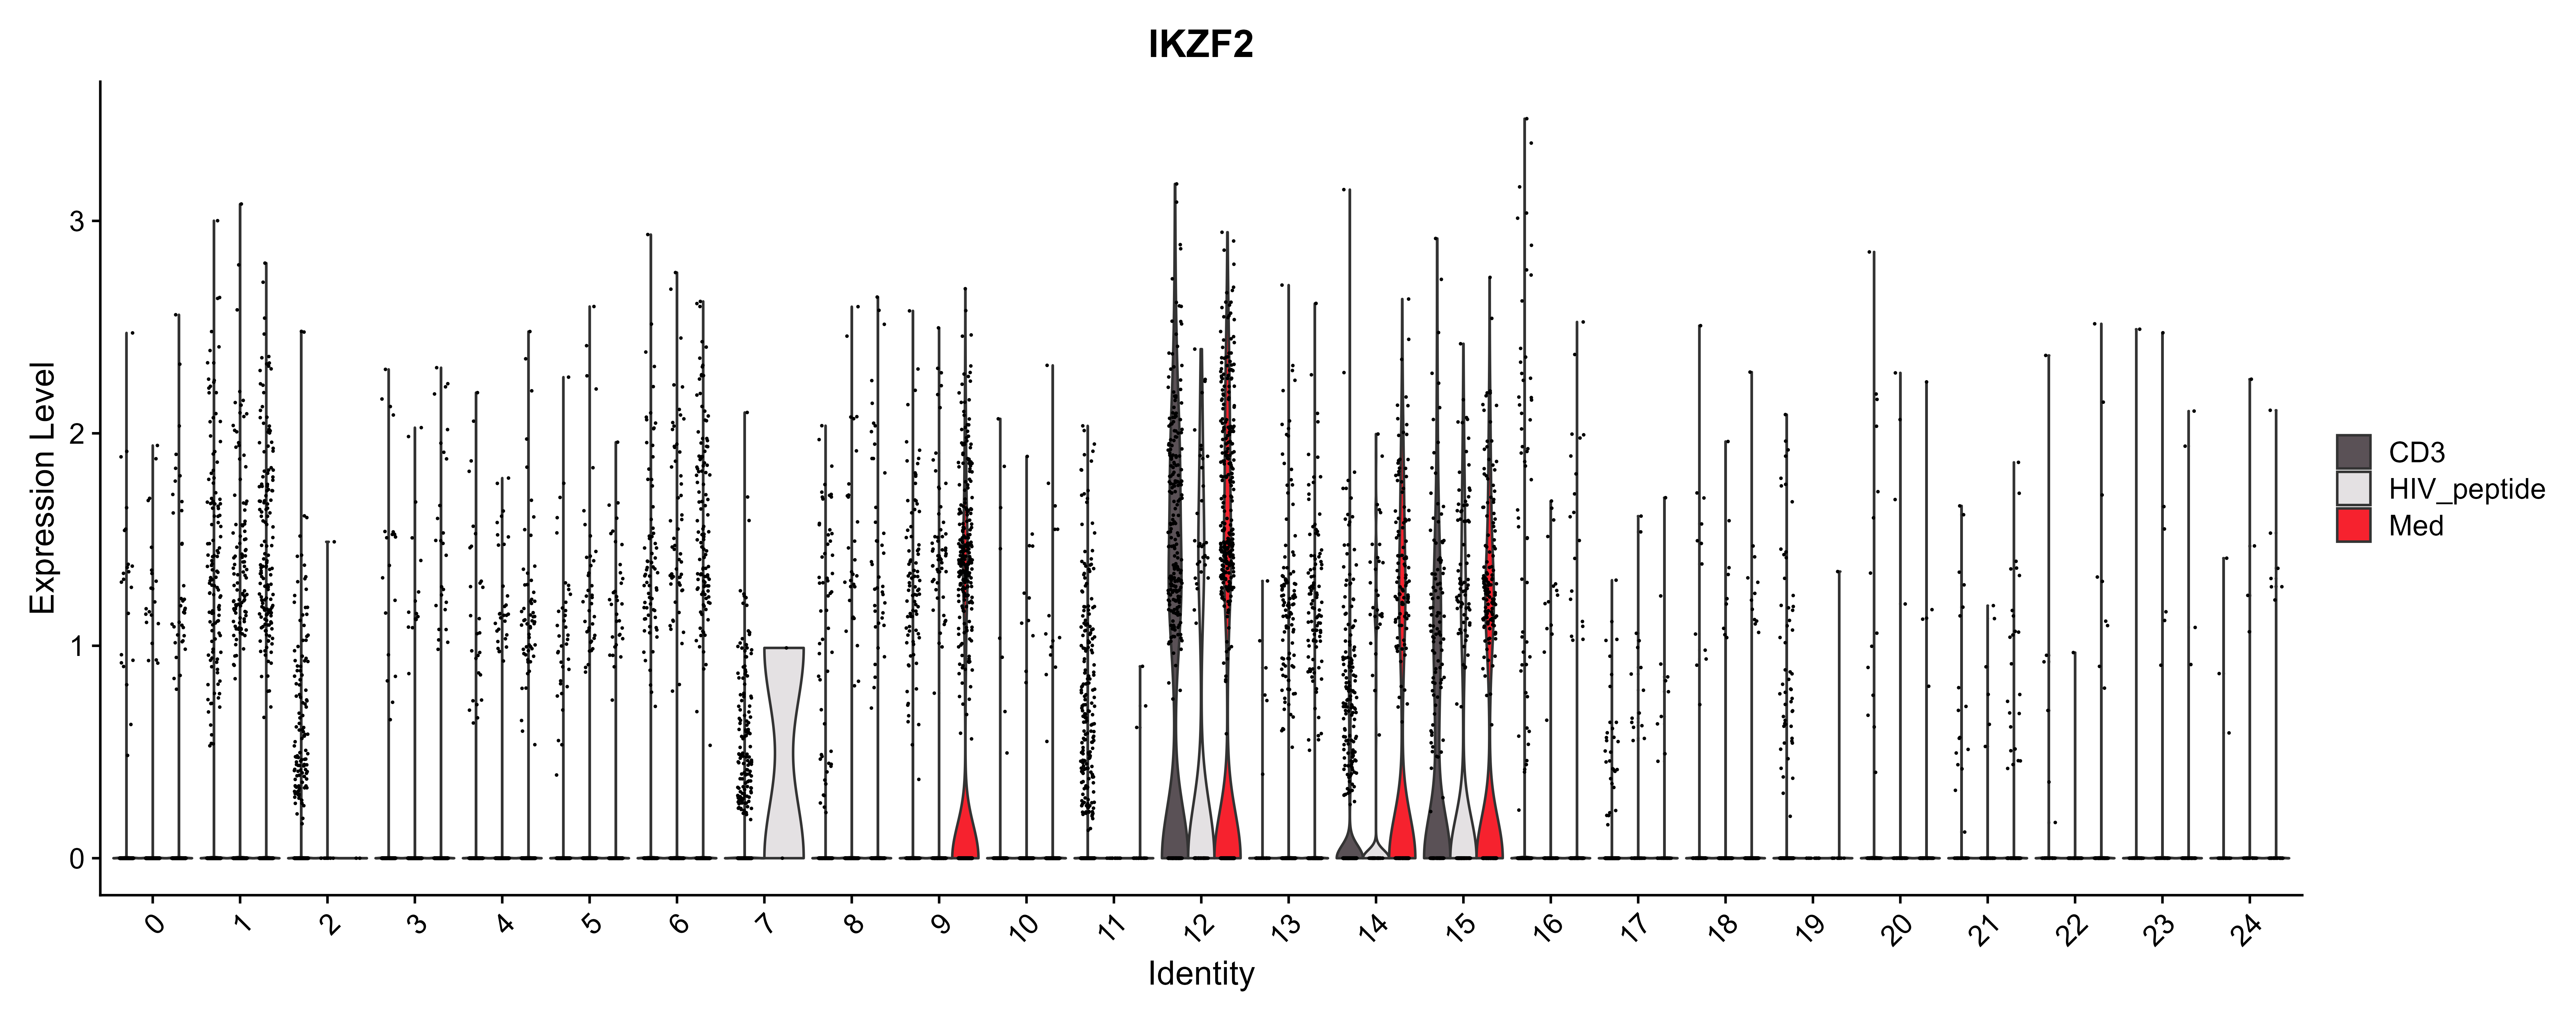 IKZF2
Expression Level
3
2
1
0
0 1 2 3 4 5 6 7 8 9 10 11 12 13 14 15 16 17 18 19 20 21 22 23 24
Identity
CD3
HIV_peptide
Med